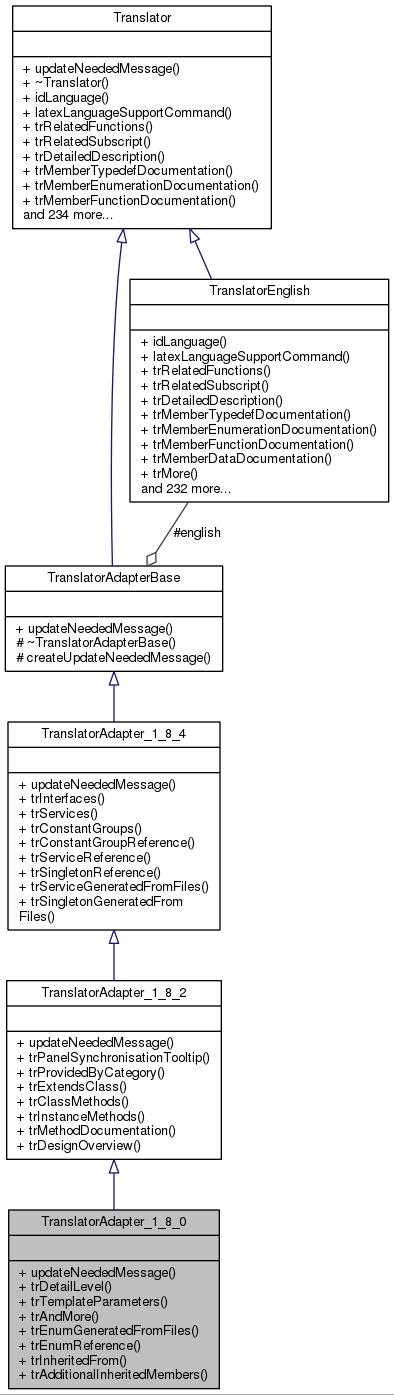 Translator
+ updateNeededMessage()
+ ~Translator()
+ idLanguage()
+ latexLanguageSupportCommand()
+ trRelatedFunctions()
+ trRelatedSubscript()
+ trDetailedDescription()
+ trMemberTypedefDocumentation()
+ trMemberEnumerationDocumentation()
+ trMemberFunctionDocumentation()
and 234 more...
TranslatorEnglish
+ idLanguage()
+ latexLanguageSupportCommand()
+ trRelatedFunctions()
+ trRelatedSubscript()
+ trDetailedDescription()
+ trMemberTypedefDocumentation()
+ trMemberEnumerationDocumentation()
+ trMemberFunctionDocumentation()
+ trMemberDataDocumentation()
+ trMore()
and 232 more...
#english
TranslatorAdapterBase
+ updateNeededMessage()
# ~TranslatorAdapterBase()
# createUpdateNeededMessage()
TranslatorAdapter_1_8_4
+ updateNeededMessage()
+ trInterfaces()
+ trServices()
+ trConstantGroups()
+ trConstantGroupReference()
+ trServiceReference()
+ trSingletonReference()
+ trServiceGeneratedFromFiles()
+ trSingletonGeneratedFrom
Files()
TranslatorAdapter_1_8_2
+ updateNeededMessage()
+ trPanelSynchronisationTooltip()
+ trProvidedByCategory()
+ trExtendsClass()
+ trClassMethods()
+ trInstanceMethods()
+ trMethodDocumentation()
+ trDesignOverview()
TranslatorAdapter_1_8_0
+ updateNeededMessage()
+ trDetailLevel()
+ trTemplateParameters()
+ trAndMore()
+ trEnumGeneratedFromFiles()
+ trEnumReference()
+ trInheritedFrom()
+ trAdditionalInheritedMembers()